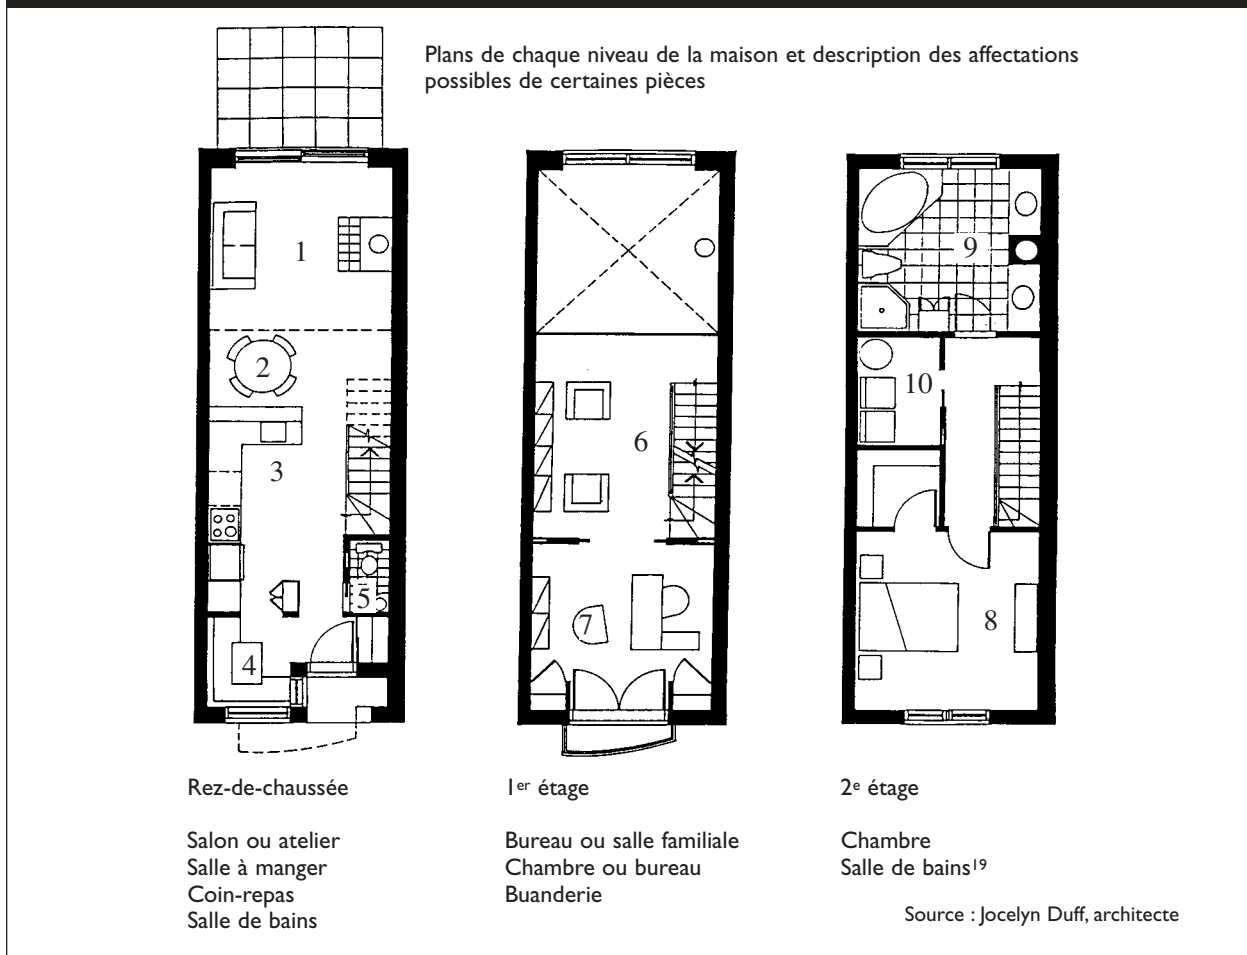 Plans de chaque niveau de la maison et description des affectations
possibles de certaines pièces
1
2
3
4
5
6
7
8
9
10
Rez-de-chaussée
Salon ou atelier
Salle à manger
Coin-repas
Salle de bains
1er étage
Bureau ou salle familiale
Chambre ou bureau
Buanderie
2e étage
Chambre
Salle de bains19
Source : Jocelyn Duff, architecte